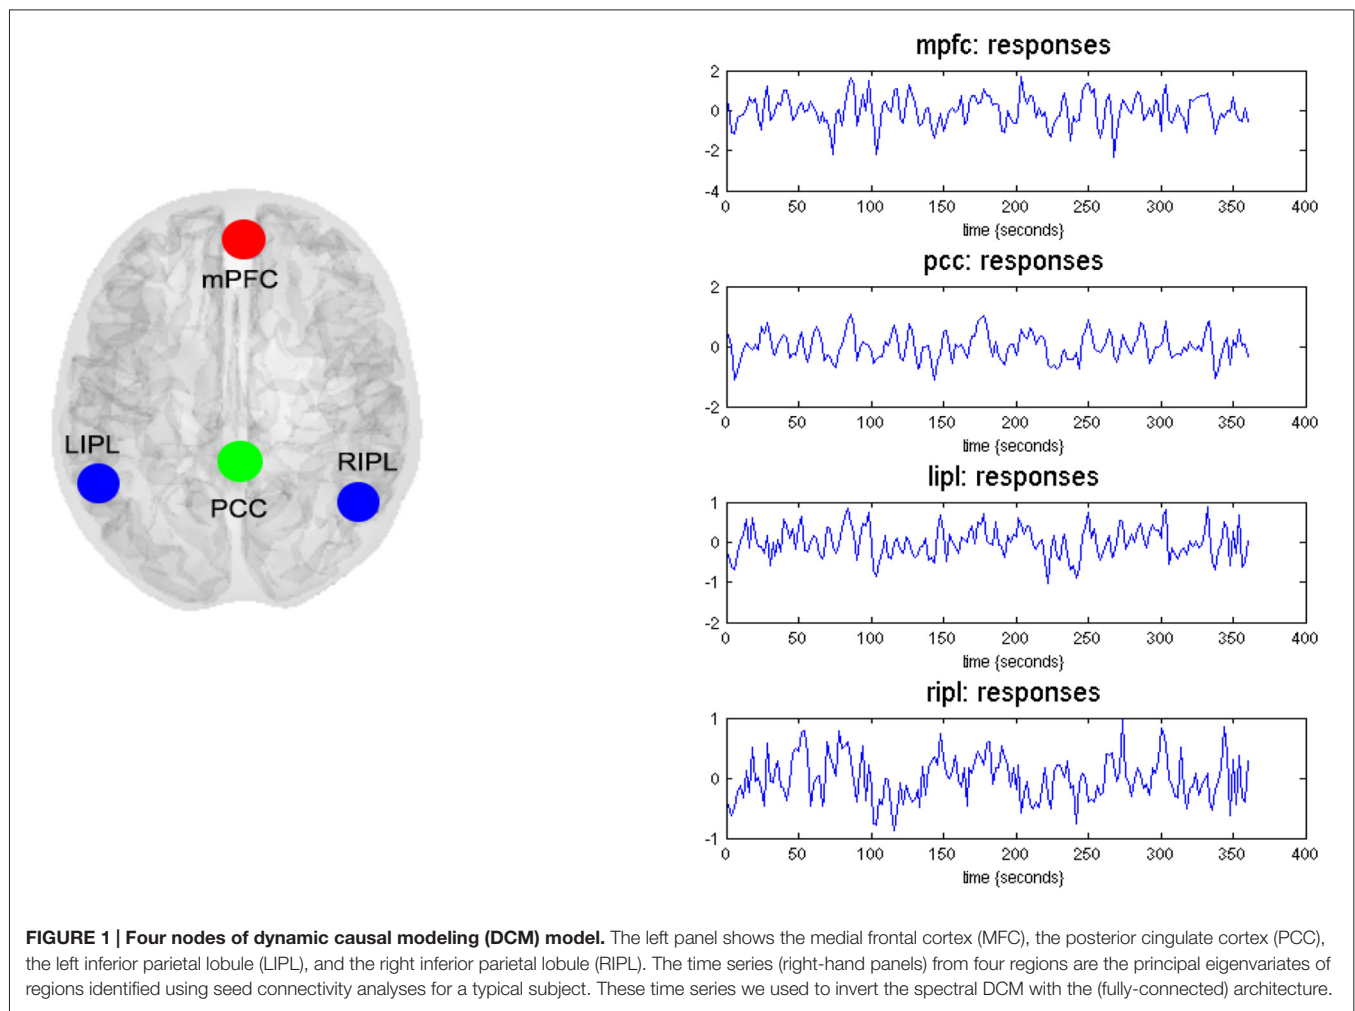 mPFC
LIPL
RIPL
PCC
mpfc: responses
2
0
-2
-4
0 50 100 150 200 250 300 350 400
time {seconds}
pcc: responses
2
0
-2
0 50 100 150 200 250 300 350 400
time {seconds}
lipl: responses
1
0
-1
-2
0 50 100 150 200 250 300 350 400
time {seconds}
ripl: responses
1
0
-1
0 50 100 150 200 250 300 350 400
time {seconds}
FIGURE 1 | Four nodes of dynamic causal modeling (DCM) model. The left panel shows the medial frontal cortex (MFC), the posterior cingulate cortex (PCC),
the left inferior parietal lobule (LIPL), and the right inferior parietal lobule (RIPL). The time series (right-hand panels) from four regions are the principal eigenvariates of
regions identified using seed connectivity analyses for a typical subject. These time series we used to invert the spectral DCM with the (fully-connected) architecture.